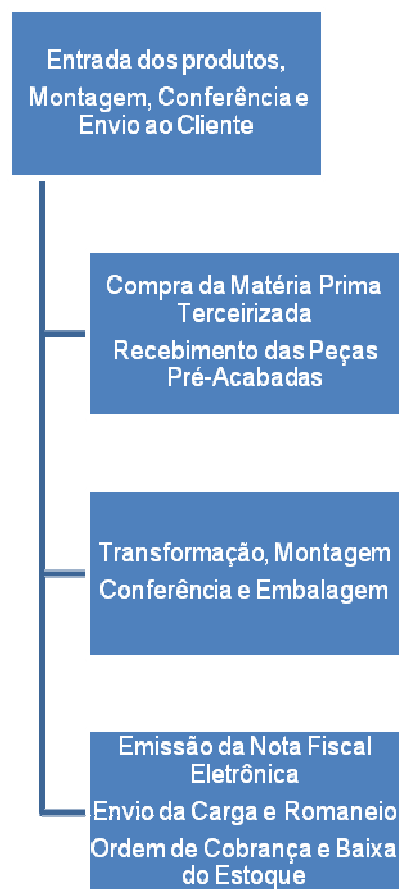 Entrada dos produtos,
Montagem, Conferência e
Envio ao Cliente
Compra da Matéria Prima
Terceirizada
Recebimento das Peças
Pré-Acabadas
Transformação, Montagem
Conferência e Embalagem
Emissão da Nota Fiscal
Eletrônica
Envio da Carga e Romaneio
Ordem de Cobrança e Baixa
do Estoque